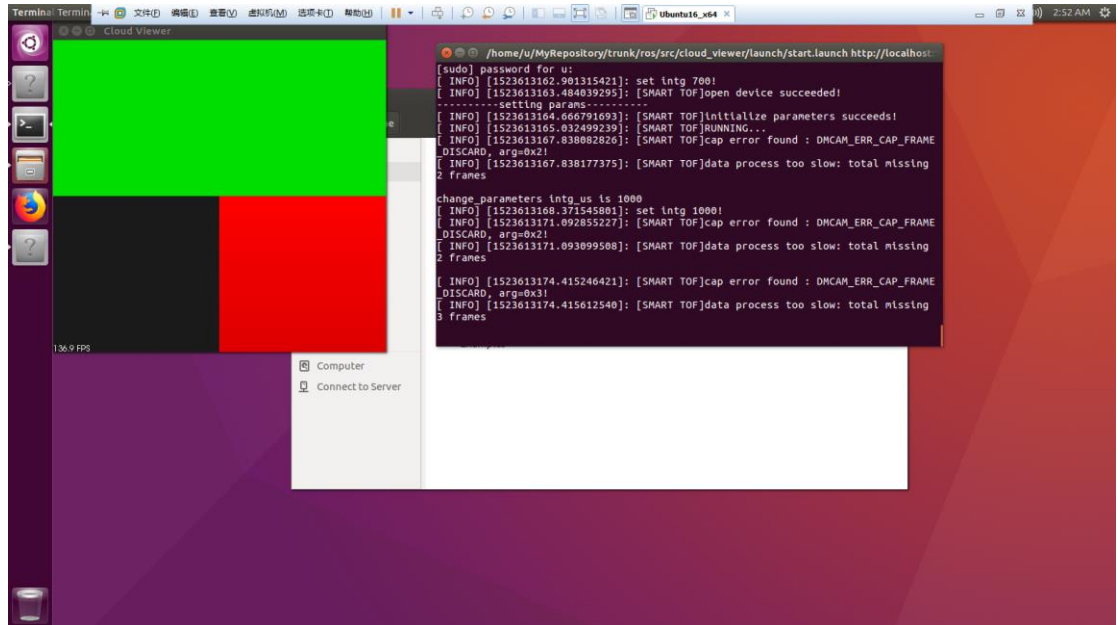 Termina Termin 文件(F) 编辑(E) 查看(V) 虚拟机(M) 选项卡(T) 帮助(H) Ubuntu16_x64 2:52 AM
Cloud Viewer
136.9 FPS
/home/u/MyRepository/trunk/ros/src/cloud_viewer/launch/start.launch http://localhost:
[sudo] password for u:
[ INFO] [1523613162.901315421]: set intg 700!
[ INFO] [1523613163.484039295]: [SMART TOF]open device succeeded!
----------setting params----------
[ INFO] [1523613164.666791693]: [SMART TOF]initialize parameters succeeds!
[ INFO] [1523613165.032499239]: [SMART TOF]RUNNING...
[ INFO] [1523613167.838082826]: [SMART TOF]cap error found : DMCAM_ERR_CAP_FRAME
_DISCARD, arg=0x2!
[ INFO] [1523613167.838177375]: [SMART TOF]data process too slow: total missing
2 frames
change_parameters intg_us is 1000
[ INFO] [1523613168.371545801]: set intg 1000!
[ INFO] [1523613171.092855227]: [SMART TOF]cap error found : DMCAM_ERR_CAP_FRAME
_DISCARD, arg=0x2!
[ INFO] [1523613171.093099508]: [SMART TOF]data process too slow: total missing
2 frames
[ INFO] [1523613174.415246421]: [SMART TOF]cap error found : DMCAM_ERR_CAP_FRAME
_DISCARD, arg=0x3!
[ INFO] [1523613174.415612540]: [SMART TOF]data process too slow: total missing
3 frames
Computer
Connect to Server